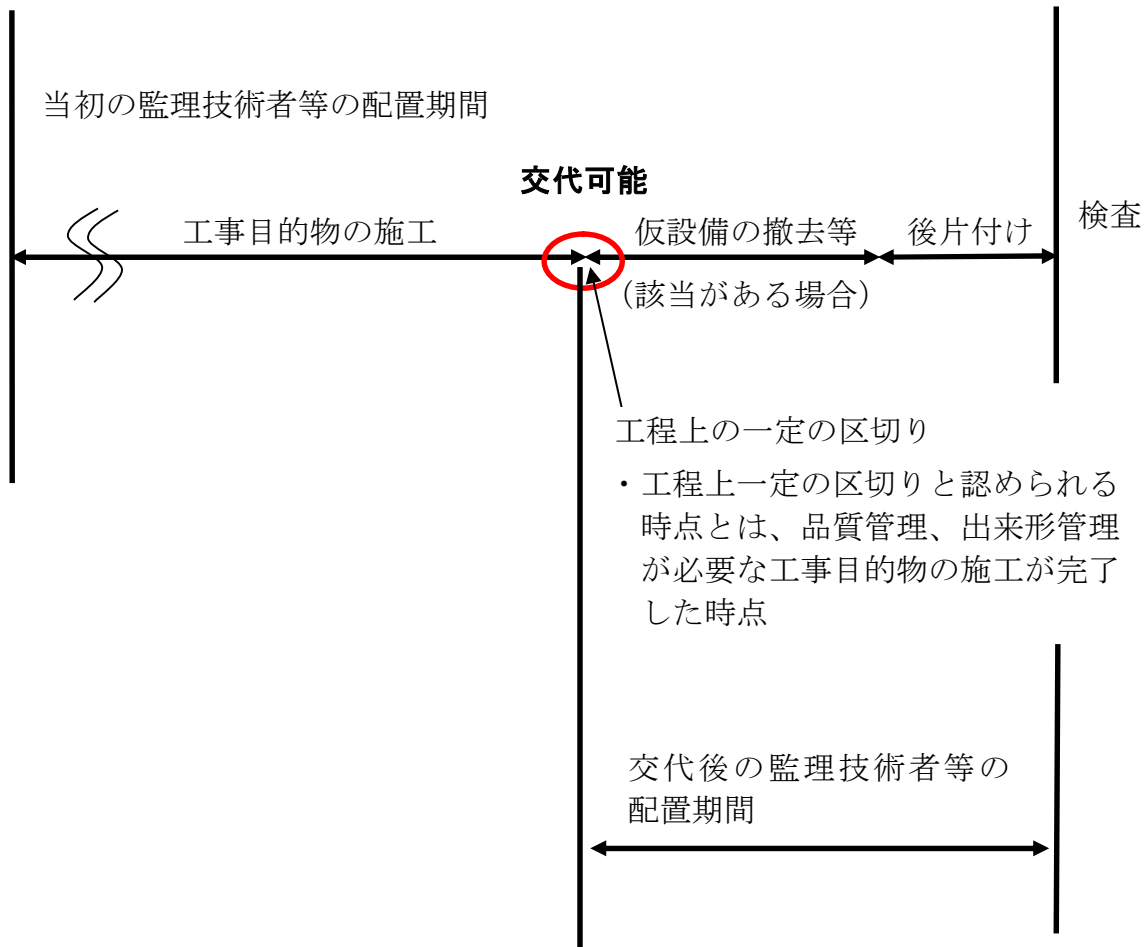 当初の監理技術者等の配置期間
交代可能
工事目的物の施工
仮設備の撤去等
後片付け
検査
（該当がある場合）
工程上の一定の区切り
・工程上一定の区切りと認められる
時点とは、品質管理、出来形管理
が必要な工事目的物の施工が完了
した時点
交代後の監理技術者等の
配置期間